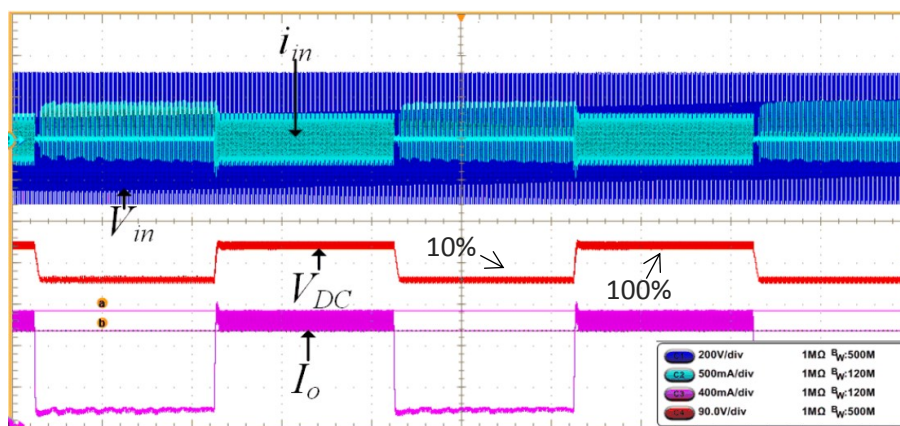 i_in
V_in
10%
V_DC
100%
a
b
I_o
C1 200V/div 1MΩ B_W:500M
C2 500mA/div 1MΩ B_W:120M
C3 400mA/div 1MΩ B_W:120M
C4 90.0V/div 1MΩ B_W:500M